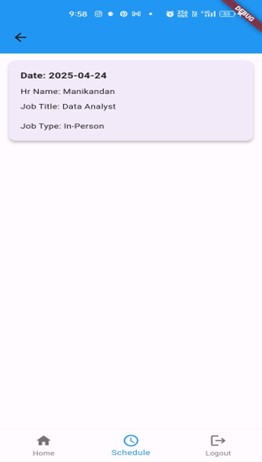 9:58
DEBUG
Date: 2025-04-24
Hr Name: Manikandan
Job Title: Data Analyst
Job Type: In-Person
Home
Schedule
Logout